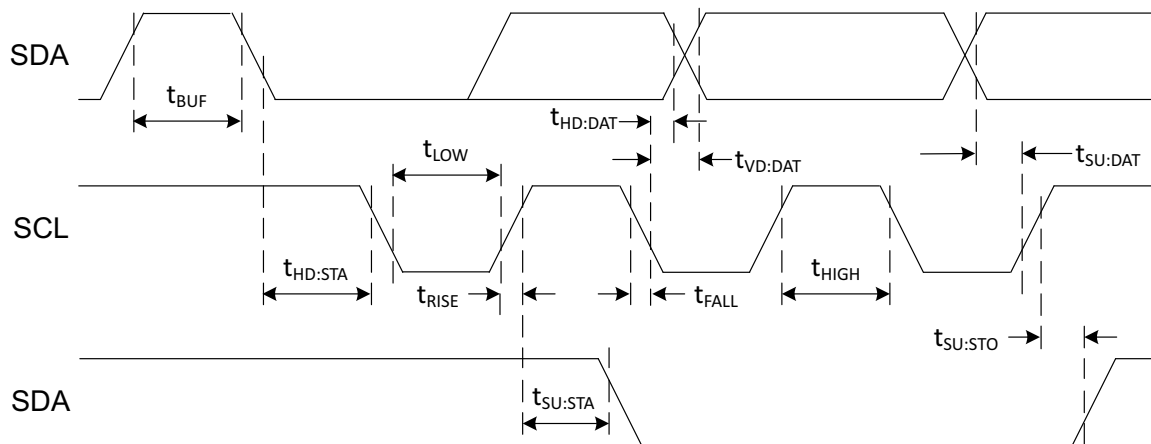 SDA
tBUF
tHD:DAT
tLOW
tVD:DAT
tSU:DAT
SCL
tHD:STA
tRISE
tFALL
tHIGH
tSU:STO
SDA
tSU:STA